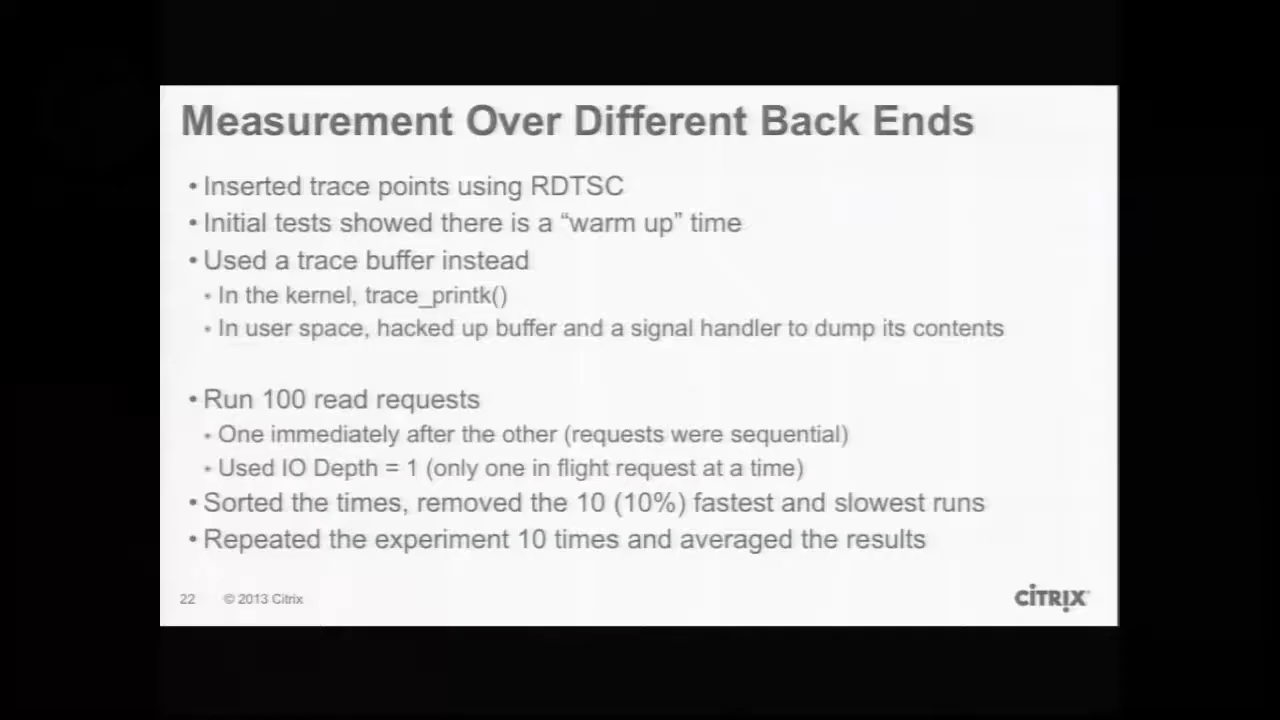 Measurement Over Different Back Ends
• Inserted trace points using RDTSC
• Initial tests showed there is a “warm up” time
• Used a trace buffer instead
• In the kernel, trace_printk()
• In user space, hacked up buffer and a signal handler to dump its contents
• Run 100 read requests
• One immediately after the other (requests were sequential)
• Used IO Depth = 1 (only one in flight request at a time)
• Sorted the times, removed the 10 (10%) fastest and slowest runs
• Repeated the experiment 10 times and averaged the results
22 © 2013 Citrix
CITRIX